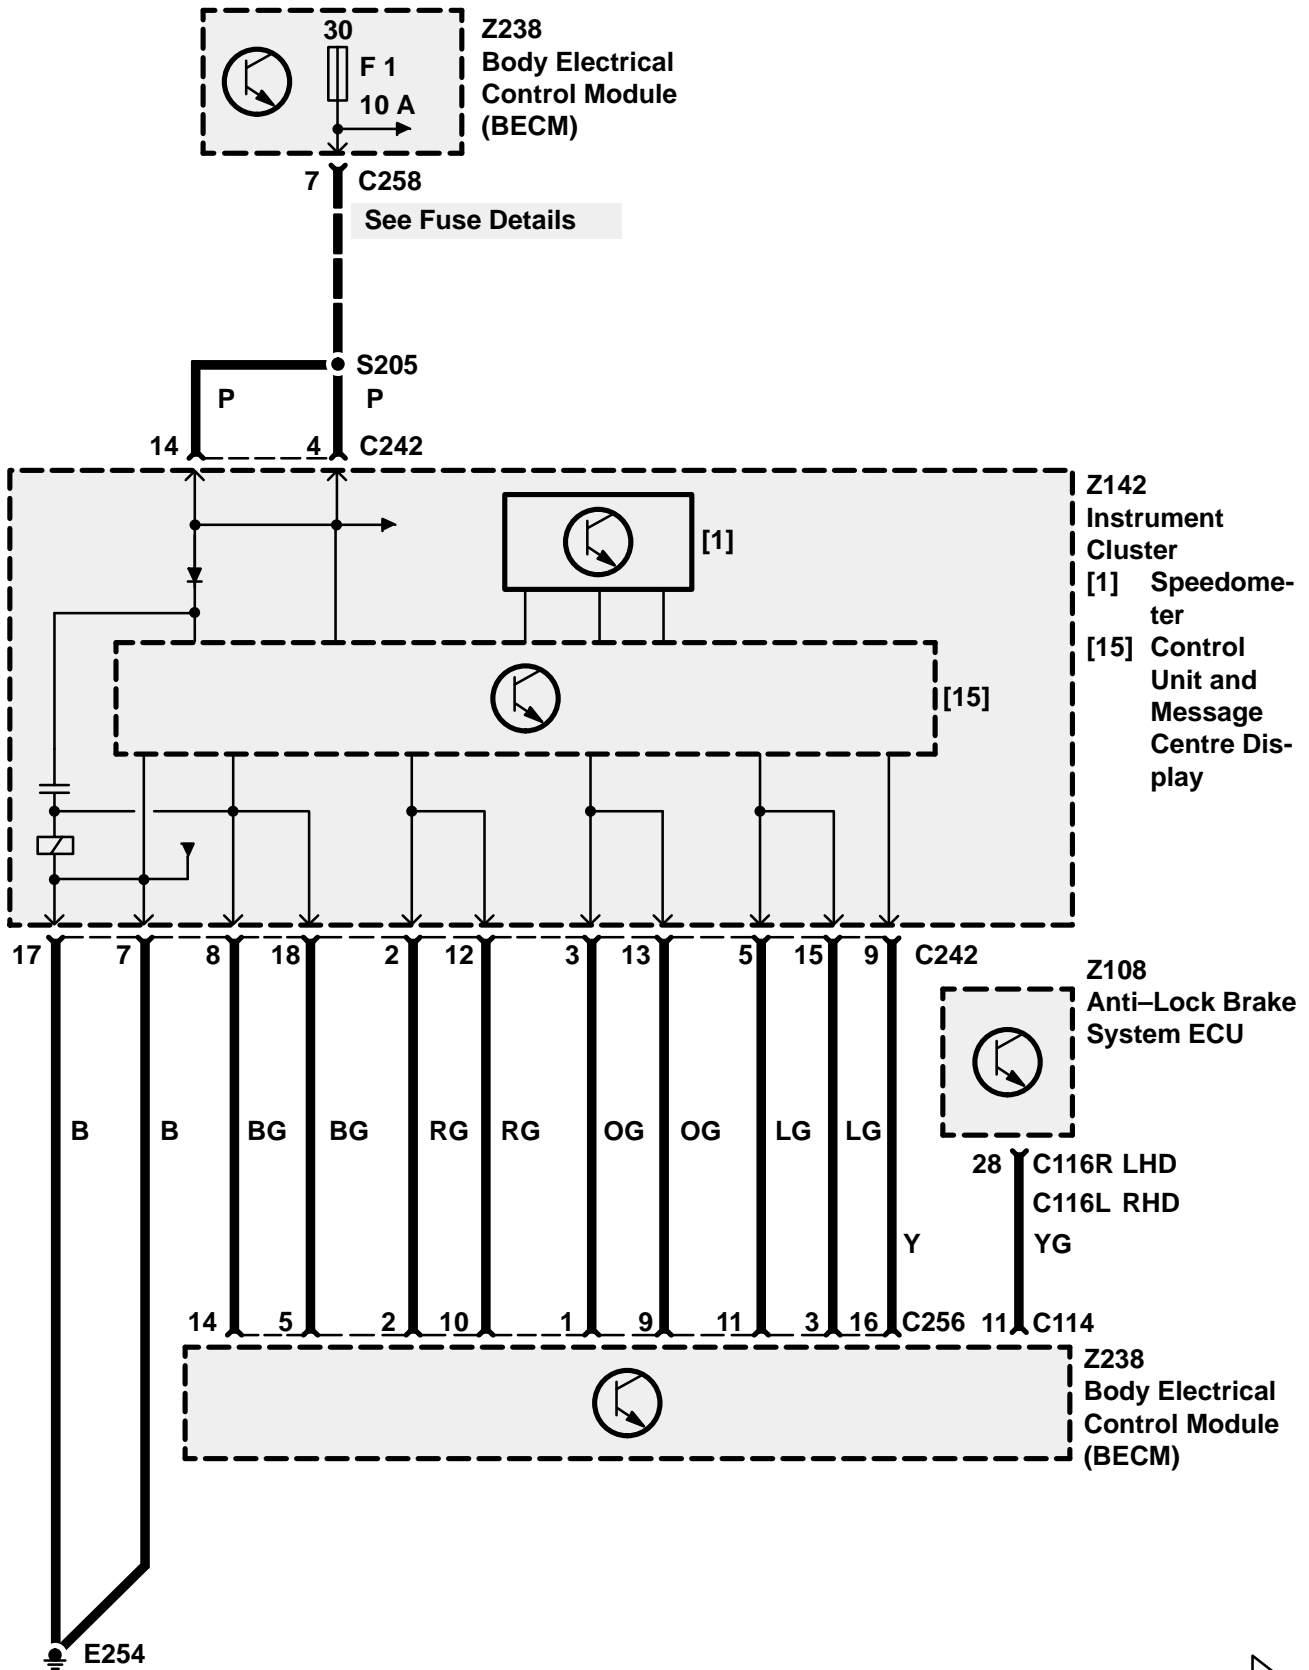 30
F 1
10 A
Z238
Body Electrical
Control Module
(BECM)
7 C258
See Fuse Details
S205
P P
14 4 C242
[1]
[15]
Z142
Instrument
Cluster
[1] Speedome-
ter
[15] Control
Unit and
Message
Centre Dis-
play
17 7 8 18 2 12 3 13 5 15 9 C242
Z108
Anti–Lock Brake
System ECU
B B BG BG RG RG OG OG LG LG
28 C116R LHD
C116L RHD
Y YG
14 5 2 10 1 9 11 3 16 C256 11 C114
Z238
Body Electrical
Control Module
(BECM)
E254